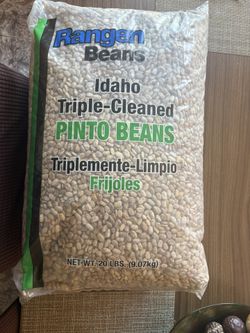 Rangen
Beans
Idaho
Triple-Cleaned
PINTO BEANS
Triplemente-Limpio
Frijoles
NET WT. 20 LBS. (9.07kg)